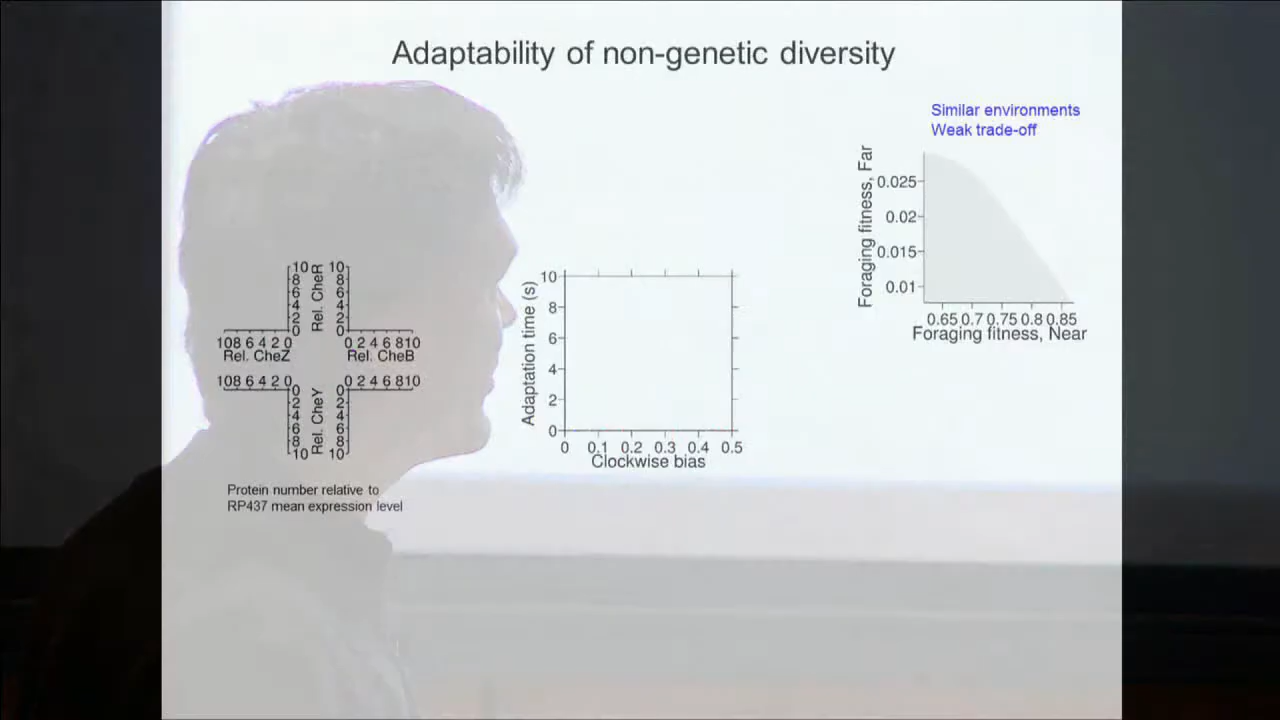 Adaptability of non-genetic diversity
Similar environments
Weak trade-off
Foraging fitness, Far
0.025
0.02
0.015
0.01
0.65 0.7 0.75 0.8 0.85
Foraging fitness, Near
10
8
6
4
2
0
Rel. CheR
10
8
6
4
2
0
10 8 6 4 2 0
Rel. CheZ
0 2 4 6 8 10
Rel. CheB
10 8 6 4 2 0
0 2 4 6 8 10
0
2
4
6
8
10
Rel. CheY
0
2
4
6
8
10
Protein number relative to
RP437 mean expression level
Adaptation time (s)
10
8
6
4
2
0
0 0.1 0.2 0.3 0.4 0.5
Clockwise bias